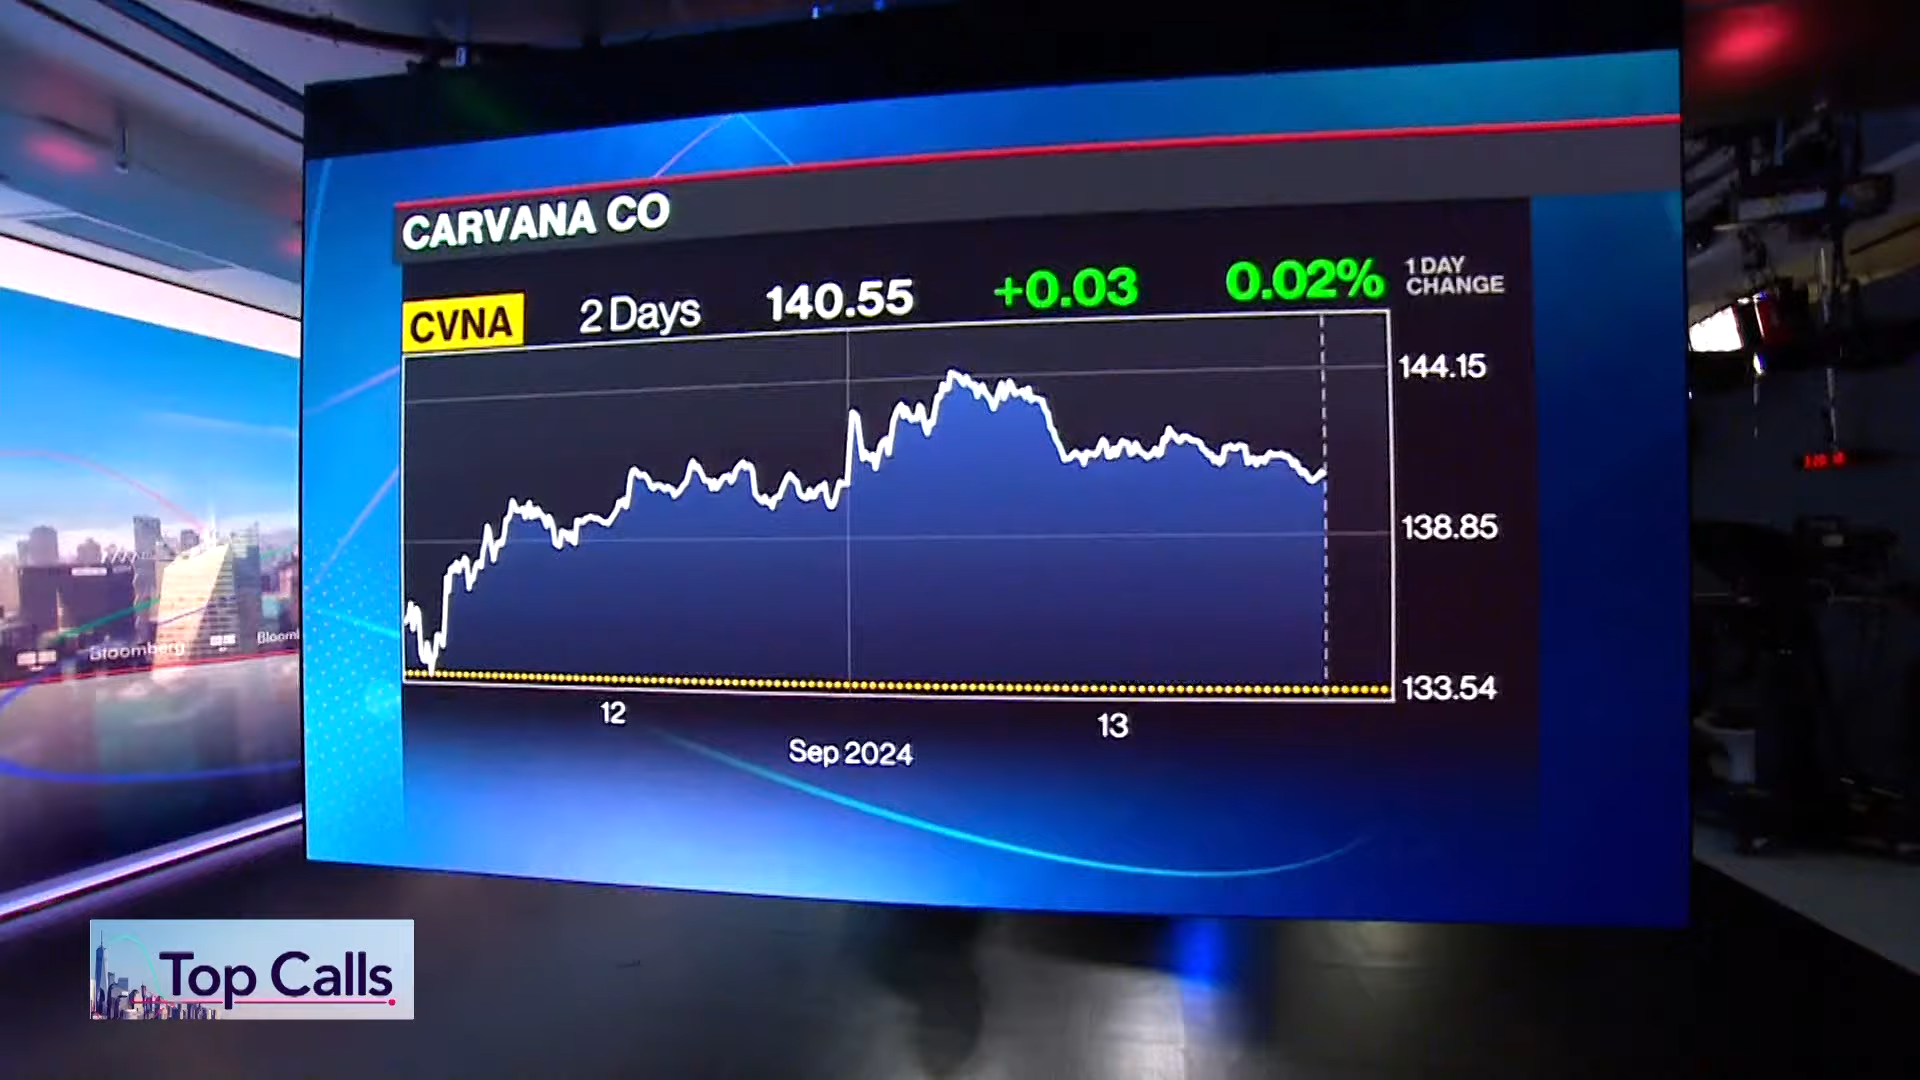 CARVANA CO
CVNA 2 Days 140.55 +0.03 0.02% 1 DAY CHANGE
144.15
138.85
133.54
12 13
Sep 2024
Bloomberg
Top Calls